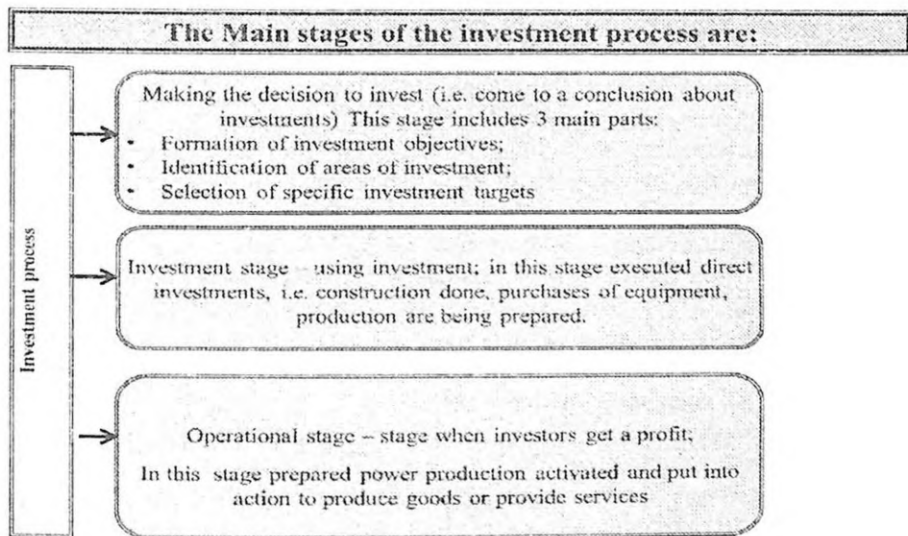 The Main stages of the investment process are:
Investment process
Making the decision to invest (i.e. come to a conclusion about
investments) This stage includes 3 main parts:
• Formation of investment objectives;
• Identification of areas of investment;
• Selection of specific investment targets
Investment stage – using investment; in this stage executed direct
investments, i.e. construction done, purchases of equipment,
production are being prepared.
Operational stage – stage when investors get a profit;
In this stage prepared power production activated and put into
action to produce goods or provide services